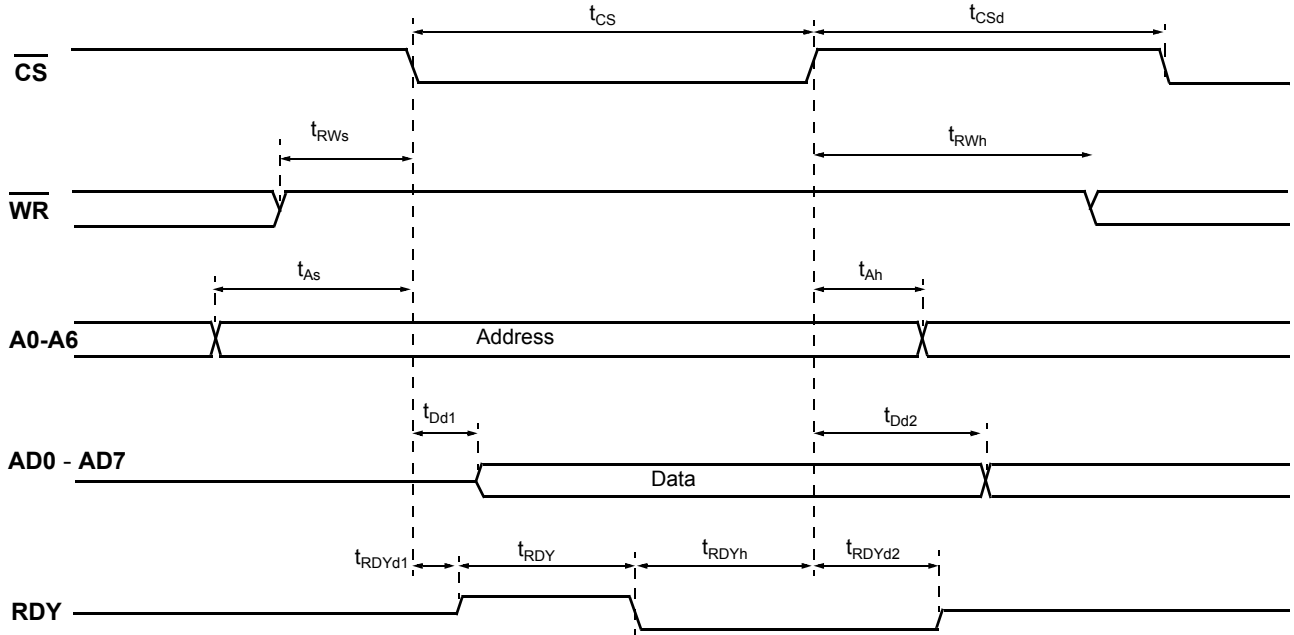 tCS
tCSd
CS
tRWs
tRWh
WR
tAs
tAh
A0-A6
Address
tDd1
tDd2
AD0 - AD7
Data
tRDYd1
tRDY
tRDYh
tRDYd2
RDY